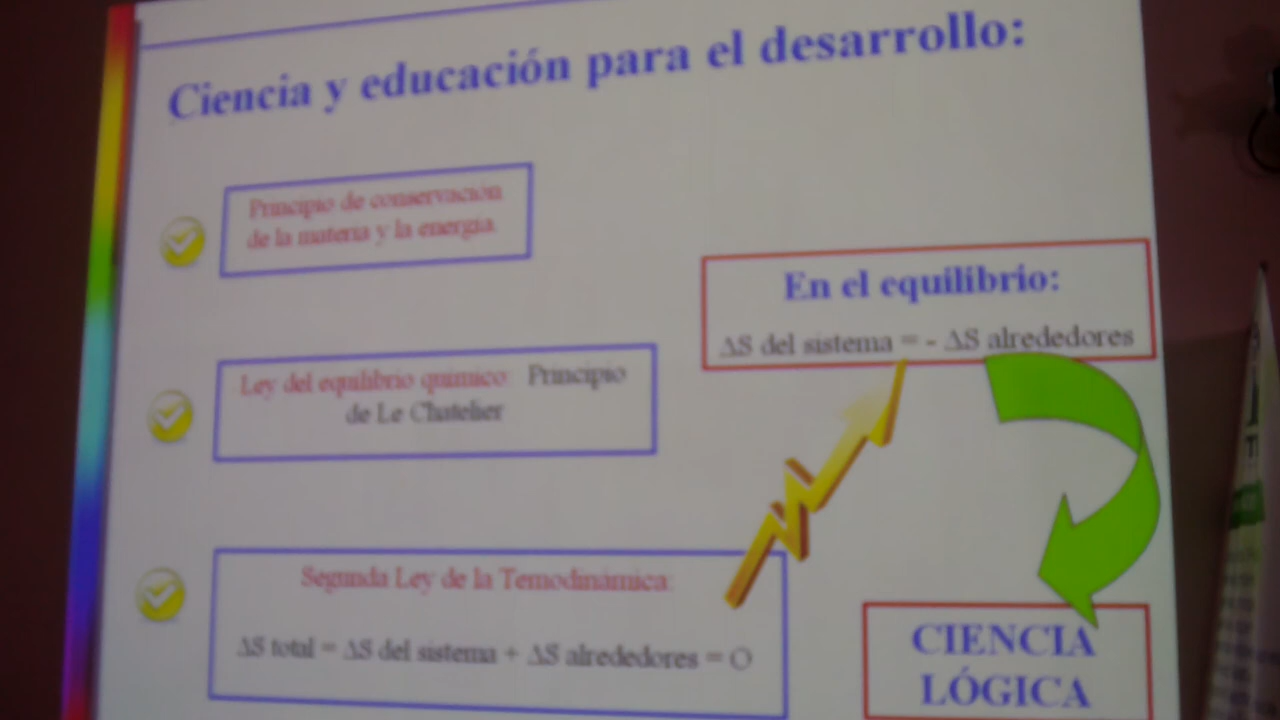 Ciencia y educación para el desarrollo:
Principio de conservación
de la materia y la energía.
En el equilibrio:
ΔS del sistema = - ΔS alrededores
Ley del equilibrio químico: Principio
de Le Chatelier
Segunda Ley de la Temodinámica:
ΔS total = ΔS del sistema + ΔS alrededores = O
CIENCIA
LÓGICA